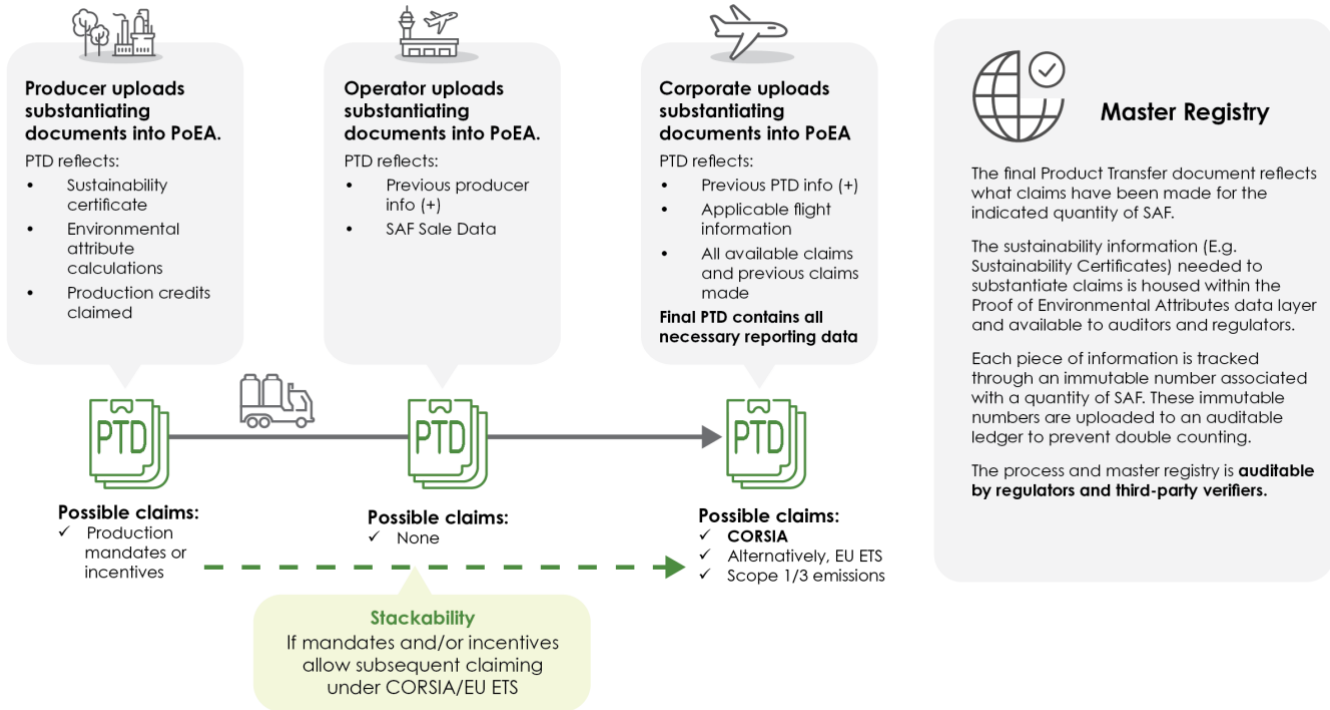 Producer uploads
substantiating
documents into PoEA.
PTD reflects:
• Sustainability
certificate
• Environmental
attribute
calculations
• Production credits
claimed
Operator uploads
substantiating
documents into PoEA.
PTD reflects:
• Previous producer
info (+)
• SAF Sale Data
Corporate uploads
substantiating
documents into PoEA
PTD reflects:
• Previous PTD info (+)
• Applicable flight
information
• All available claims
and previous claims
made
Final PTD contains all
necessary reporting data
PTD
PTD
PTD
Possible claims:
✓ Production
mandates or
incentives
Possible claims:
✓ None
Possible claims:
✓ CORSIA
✓ Alternatively, EU ETS
✓ Scope 1/3 emissions
Stackability
If mandates and/or incentives
allow subsequent claiming
under CORSIA/EU ETS
Master Registry
The final Product Transfer document reflects
what claims have been made for the
indicated quantity of SAF.
The sustainability information (E.g.
Sustainability Certificates) needed to
substantiate claims is housed within the
Proof of Environmental Attributes data layer
and available to auditors and regulators.
Each piece of information is tracked
through an immutable number associated
with a quantity of SAF. These immutable
numbers are uploaded to an auditable
ledger to prevent double counting.
The process and master registry is auditable
by regulators and third-party verifiers.